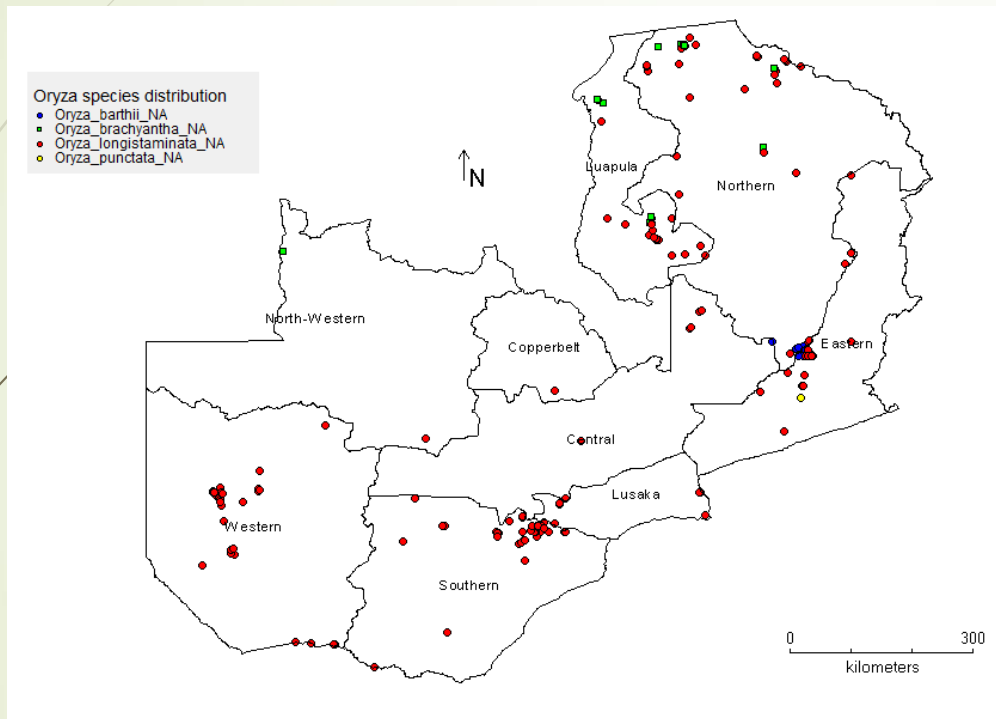 Oryza species distribution
Oryza_barthii_NA
Oryza_brachyantha_NA
Oryza_longistaminata_NA
Oryza_punctata_NA
N
Luapula
Northern
North-Western
Copperbelt
Eastern
Central
Lusaka
Western
Southern
0 300
kilometers